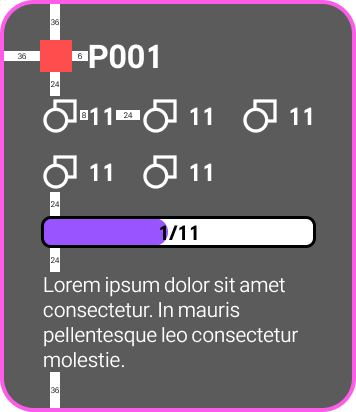 36
36 6 P001
24
8 11 24 11 11
11 11
1/11
24
Lorem ipsum dolor sit amet
consectetur. In mauris
pellentesque leo consectetur
molestie.
36